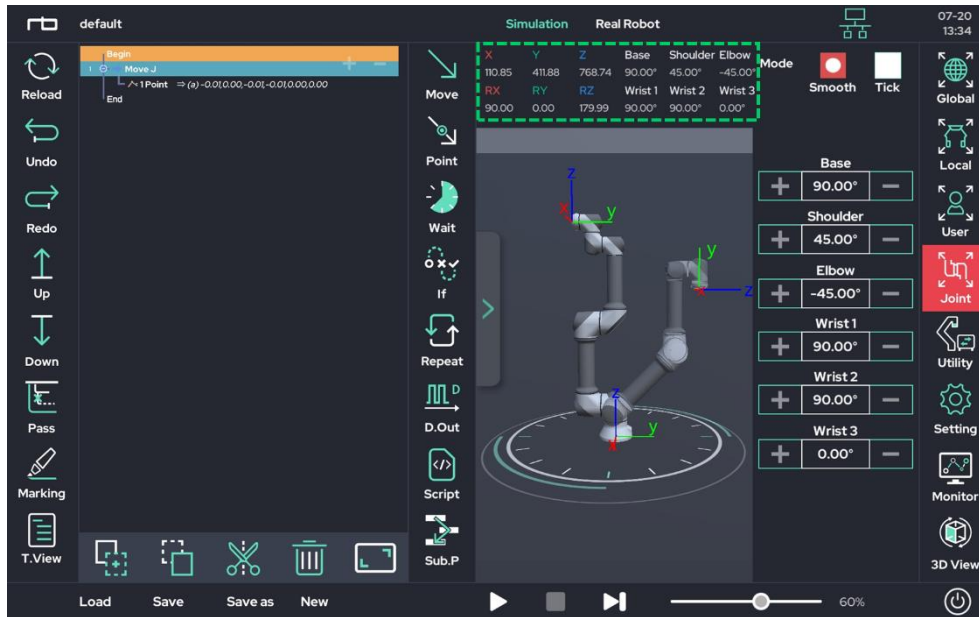 default
Simulation
Real Robot
07-20
13:34
Reload
Undo
Redo
Up
Down
Pass
Marking
T.View
Begin
1
Move J
1 Point ⇒ (a) -0.01,0.00,-0.01,-0.01,0.00,0.00
End
Move
Point
Wait
If
Repeat
D
D.Out
</>
Script
Sub.P
X Y Z Base Shoulder Elbow
110.85 411.88 768.74 90.00° 45.00° -45.00°
RX RY RZ Wrist 1 Wrist 2 Wrist 3
90.00 0.00 179.99 90.00° 90.00° 0.00°
z
x
y
y
x
z
z
y
x
Mode
Smooth
Tick
Base
90.00°
Shoulder
45.00°
Elbow
-45.00°
Wrist 1
90.00°
Wrist 2
90.00°
Wrist 3
0.00°
Global
Local
User
Joint
Utility
Setting
Monitor
3D View
Load
Save
Save as
New
60%